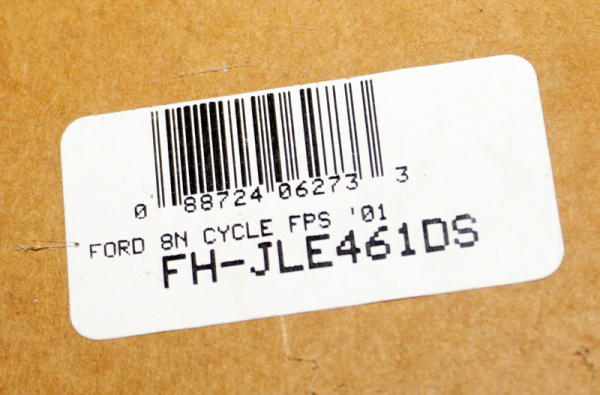 0 88724 06273 3
FORD 8N CYCLE FPS '01
FH-JLE461DS